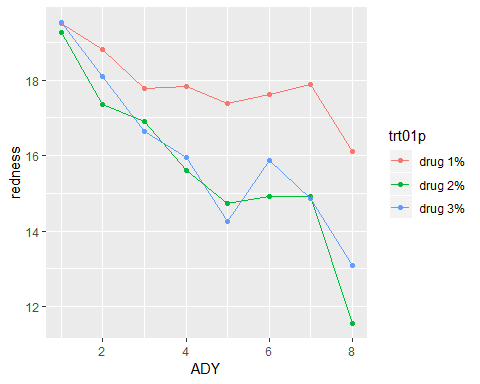 18
16
14
12
redness
2
4
6
8
ADY
trt01p
drug 1%
drug 2%
drug 3%